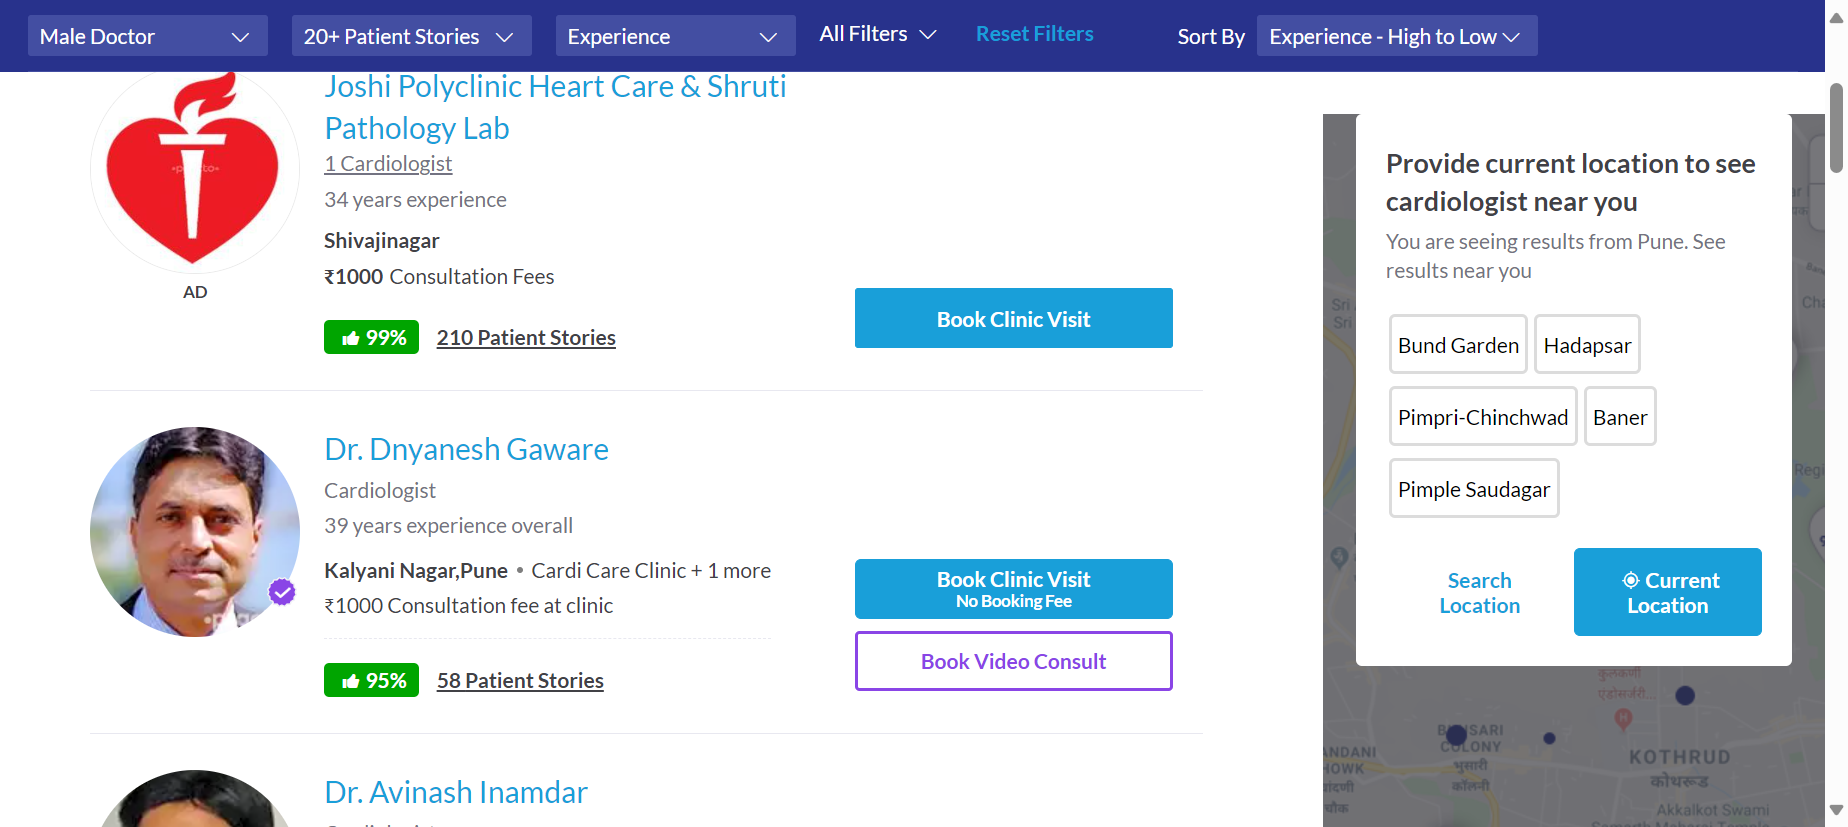 Male Doctor
20+ Patient Stories
Experience
All Filters
Reset Filters
Sort By
Experience - High to Low
Joshi Polyclinic Heart Care & Shruti
Pathology Lab
1 Cardiologist
34 years experience
Shivajinagar
₹1000 Consultation Fees
AD
99%
210 Patient Stories
Book Clinic Visit
Dr. Dnyanesh Gaware
Cardiologist
39 years experience overall
Kalyani Nagar,Pune • Cardi Care Clinic + 1 more
₹1000 Consultation fee at clinic
95%
58 Patient Stories
Book Clinic Visit
No Booking Fee
Book Video Consult
Dr. Avinash Inamdar
Provide current location to see
cardiologist near you
You are seeing results from Pune. See
results near you
Bund Garden
Hadapsar
Pimpri-Chinchwad
Baner
Pimple Saudagar
Search
Location
Current
Location
Sri
Sri
Regi
कुलकर्णी
COLONY
भुसारी
कॉलनी
KOTHRUD
कोथरूड
चौक
Akkalkot Swami